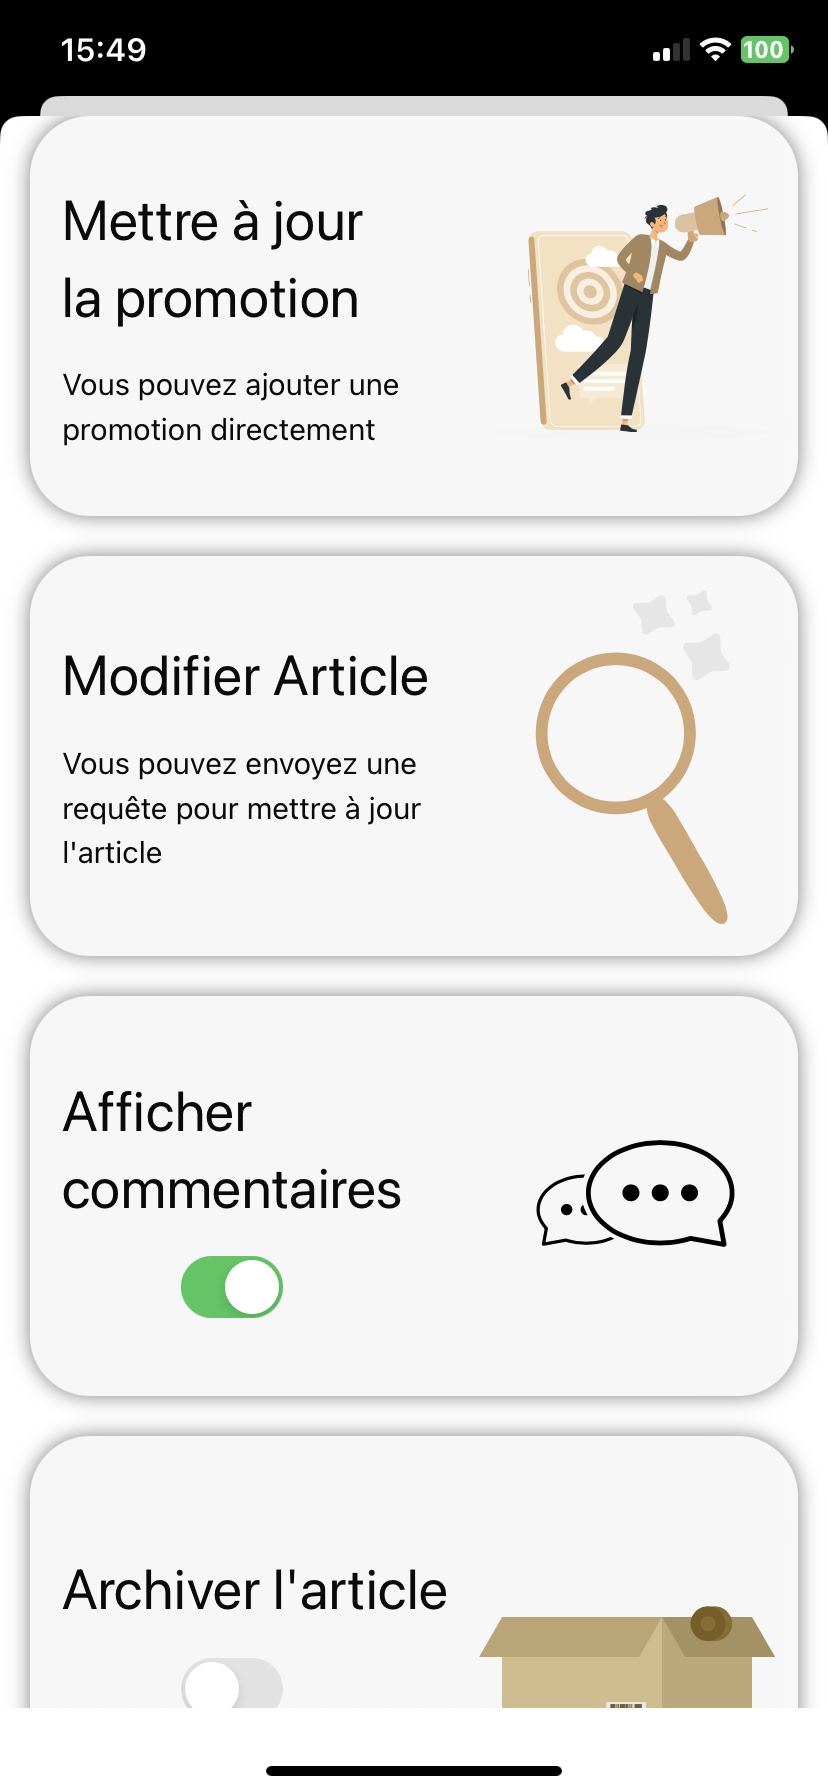 15:49
100
Mettre à jour
la promotion
Vous pouvez ajouter une
promotion directement
Modifier Article
Vous pouvez envoyez une
requête pour mettre à jour
l'article
Afficher
commentaires
Archiver l'article